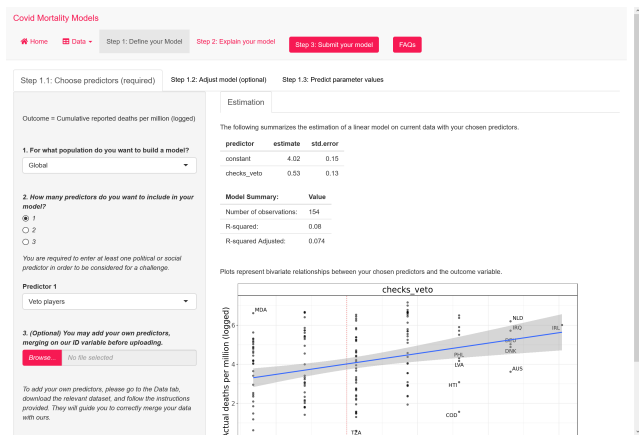 Covid Mortality Models
Home
Data
Step 1: Define your Model
Step 2: Explain your model
Step 3: Submit your model
FAQs
Step 1.1: Choose predictors (required)
Step 1.2: Adjust model (optional)
Step 1.3: Predict parameter values
Outcome = Cumulative reported deaths per million (logged)
1. For what population do you want to build a model?
Global
2. How many predictors do you want to include in your
model?
1
2
3
You are required to enter at least one political or social
predictor in order to be considered for a challenge.
Predictor 1
Veto players
3. (Optional) You may add your own predictors,
merging on our ID variable before uploading.
Browse...
No file selected
To add your own predictors, please go to the Data tab,
download the relevant dataset, and follow the instructions
provided. They will guide you to correctly merge your data
with ours.
Estimation
The following summarizes the estimation of a linear model on current data with your chosen predictors.
predictor estimate std.error
constant 4.02 0.15
checks_veto 0.53 0.13
Model Summary: Value
Number of observations: 154
R-squared: 0.08
R-squared Adjusted: 0.074
Plots represent bivariate relationships between your chosen predictors and the outcome variable.
checks_veto
Actual deaths per million (logged)
6
4
2
MDA
NLD
IRQ
IRL
DNK
PHL
LVA
AUS
HTI
COD
TZA